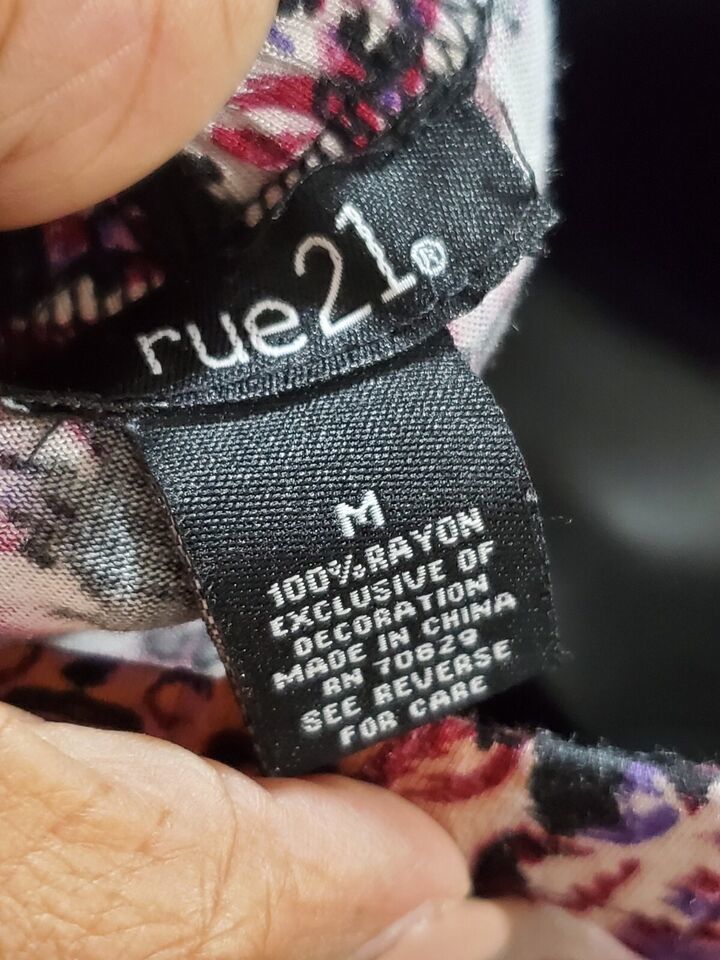 rue21®
M
100% RAYON
EXCLUSIVE OF
DECORATION
MADE IN CHINA
RN 70629
SEE REVERSE
FOR CARE